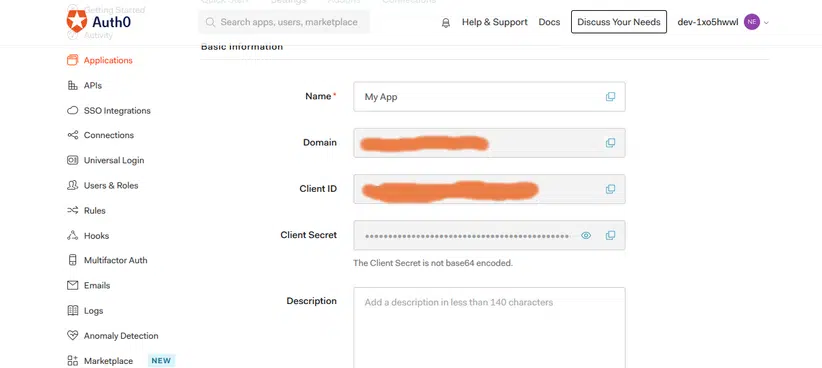 Quick Start Settings Addons Connections
Getting Started
Auth0
Search apps, users, marketplace
Help & Support
Docs
Discuss Your Needs
dev-1xo5hwwl
NE
Activity
Basic Information
Applications
APIs
SSO Integrations
Connections
Universal Login
Users & Roles
Rules
Hooks
Multifactor Auth
Emails
Logs
Anomaly Detection
Marketplace NEW
Name *
My App
Domain
Client ID
Client Secret
••••••••••••••••••••••••••••••••••••••••••••
The Client Secret is not base64 encoded.
Description
Add a description in less than 140 characters